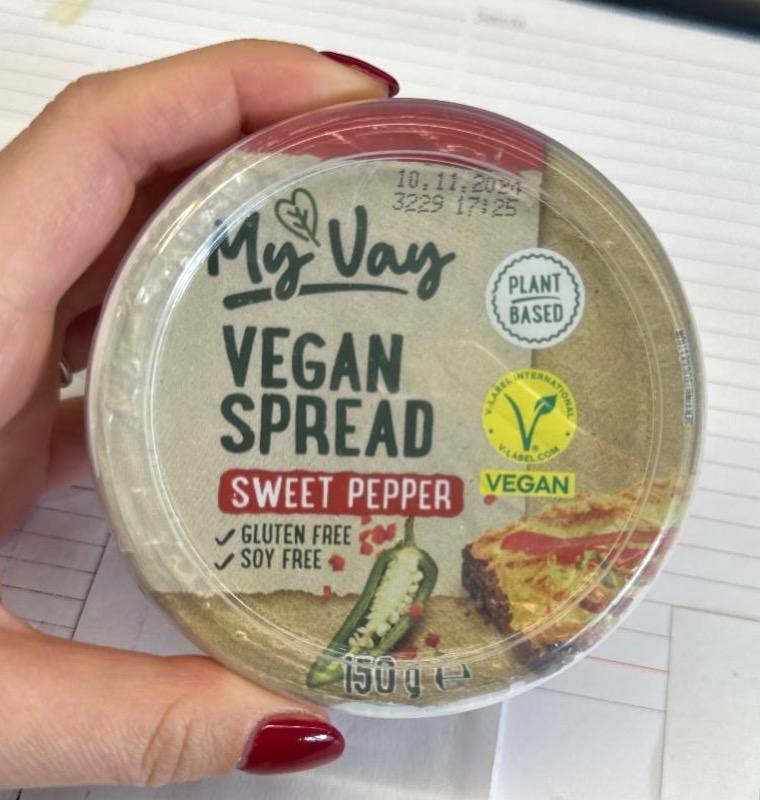 10.11.2024
3229 17:25
My Vay
PLANT
BASED
VEGAN
SPREAD
V-LABEL INTERNATIONAL
V-LABEL.COM
SWEET PEPPER
VEGAN
GLUTEN FREE
SOY FREE
150 g e